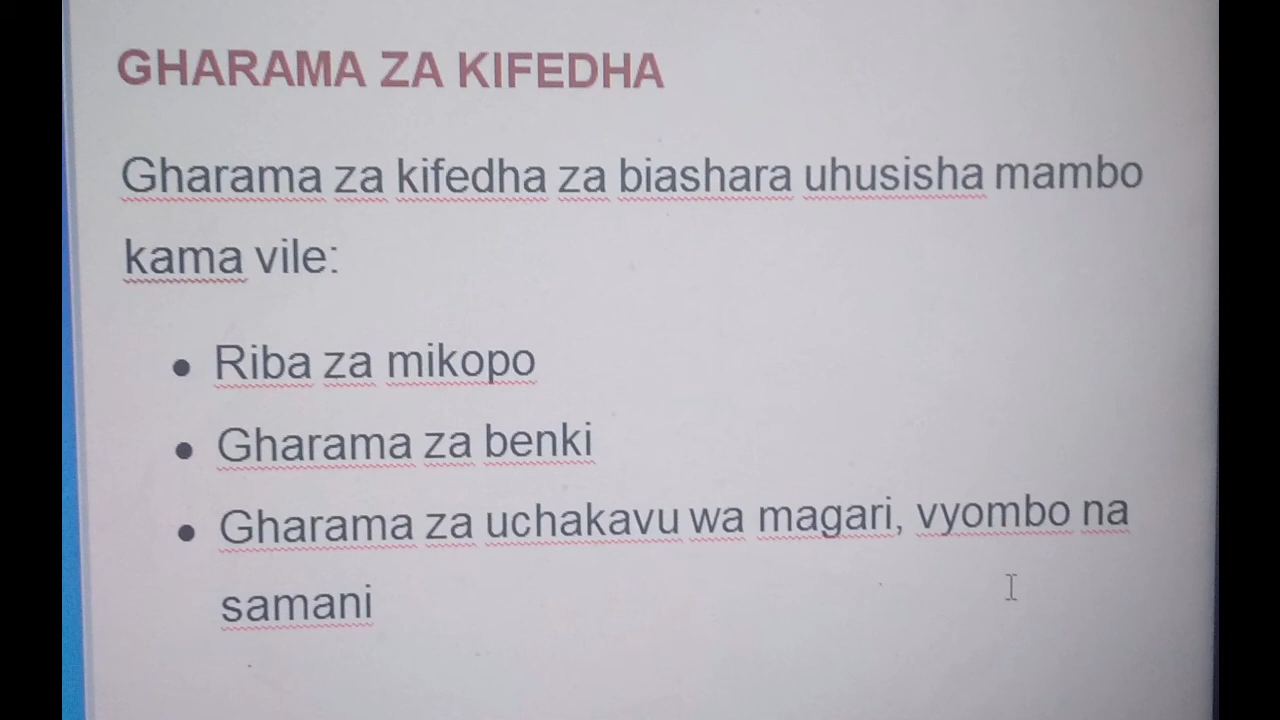 GHARAMA ZA KIFEDHA
Gharama za kifedha za biashara uhusisha mambo
kama vile:
• Riba za mikopo
• Gharama za benki
• Gharama za uchakavu wa magari, vyombo na
samani